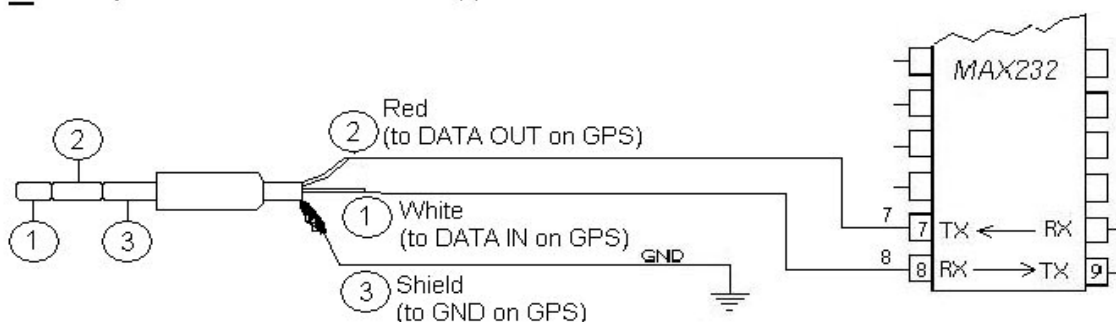 MAX232
2
Red
(to DATA OUT on GPS)
2
1
3
1
White
(to DATA IN on GPS)
3
Shield
(to GND on GPS)
GND
7
7
TX
RX
8
8
RX
TX
9